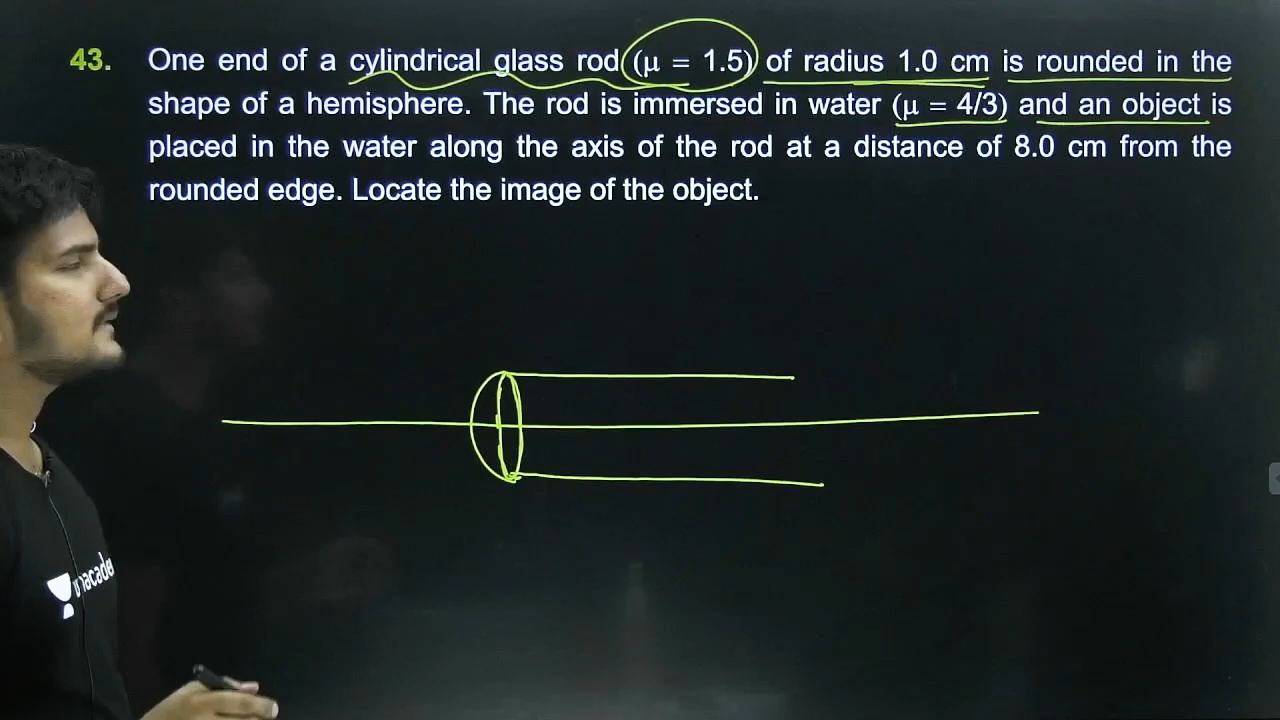 43. One end of a cylindrical glass rod (μ = 1.5) of radius 1.0 cm is rounded in the
shape of a hemisphere. The rod is immersed in water (μ = 4/3) and an object is
placed in the water along the axis of the rod at a distance of 8.0 cm from the
rounded edge. Locate the image of the object.
unacade